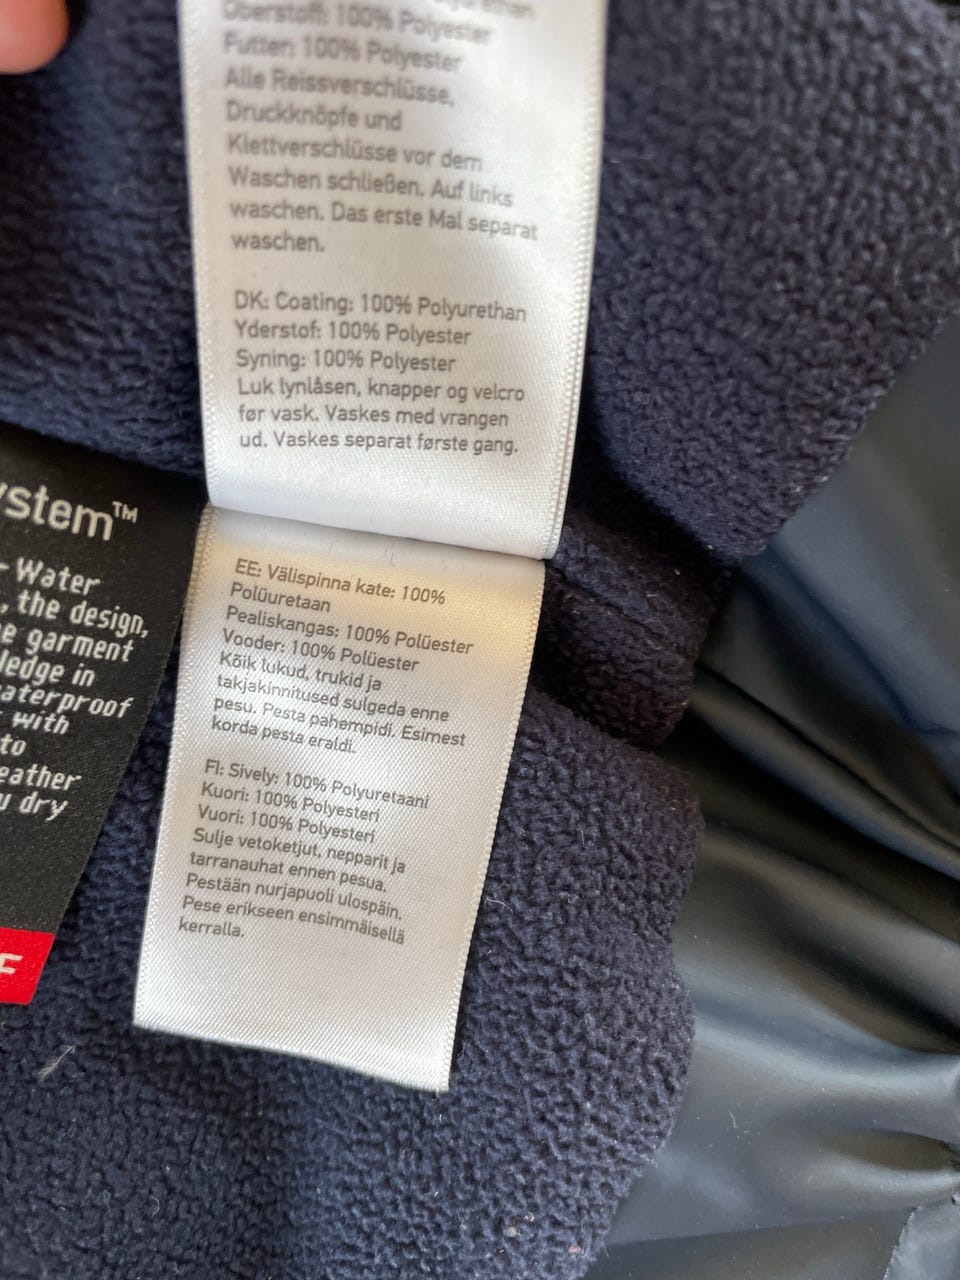 Oberstoff: 100% Polyester
Futter: 100% Polyester
Alle Reissverschlüsse,
Druckknöpfe und
Klettverschlüsse vor dem
Waschen schließen. Auf links
waschen. Das erste Mal separat
waschen.
DK: Coating: 100% Polyurethan
Yderstof: 100% Polyester
Syning: 100% Polyester
Luk lynlåsen, knapper og velcro
før vask. Vaskes med vrangen
ud. Vaskes separat første gang.
ystem™
- Water
, the design,
garment
ledge in
aterproof
with
to
eather
u dry
F
EE: Välispinna kate: 100%
Polüuretaan
Pealiskangas: 100% Polüester
Vooder: 100% Polüester
Kõik lukud, trukid ja
takjakinnitused sulgeda enne
pesu. Pesta pahempidi. Esimest
korda pesta eraldi.
FI: Sively: 100% Polyuretaani
Kuori: 100% Polyesteri
Vuori: 100% Polyesteri
Sulje vetoketjut, nepparit ja
tarranauhat ennen pesua.
Pestään nurjapuoli ulospäin.
Pese erikseen ensimmäisellä
kerralla.